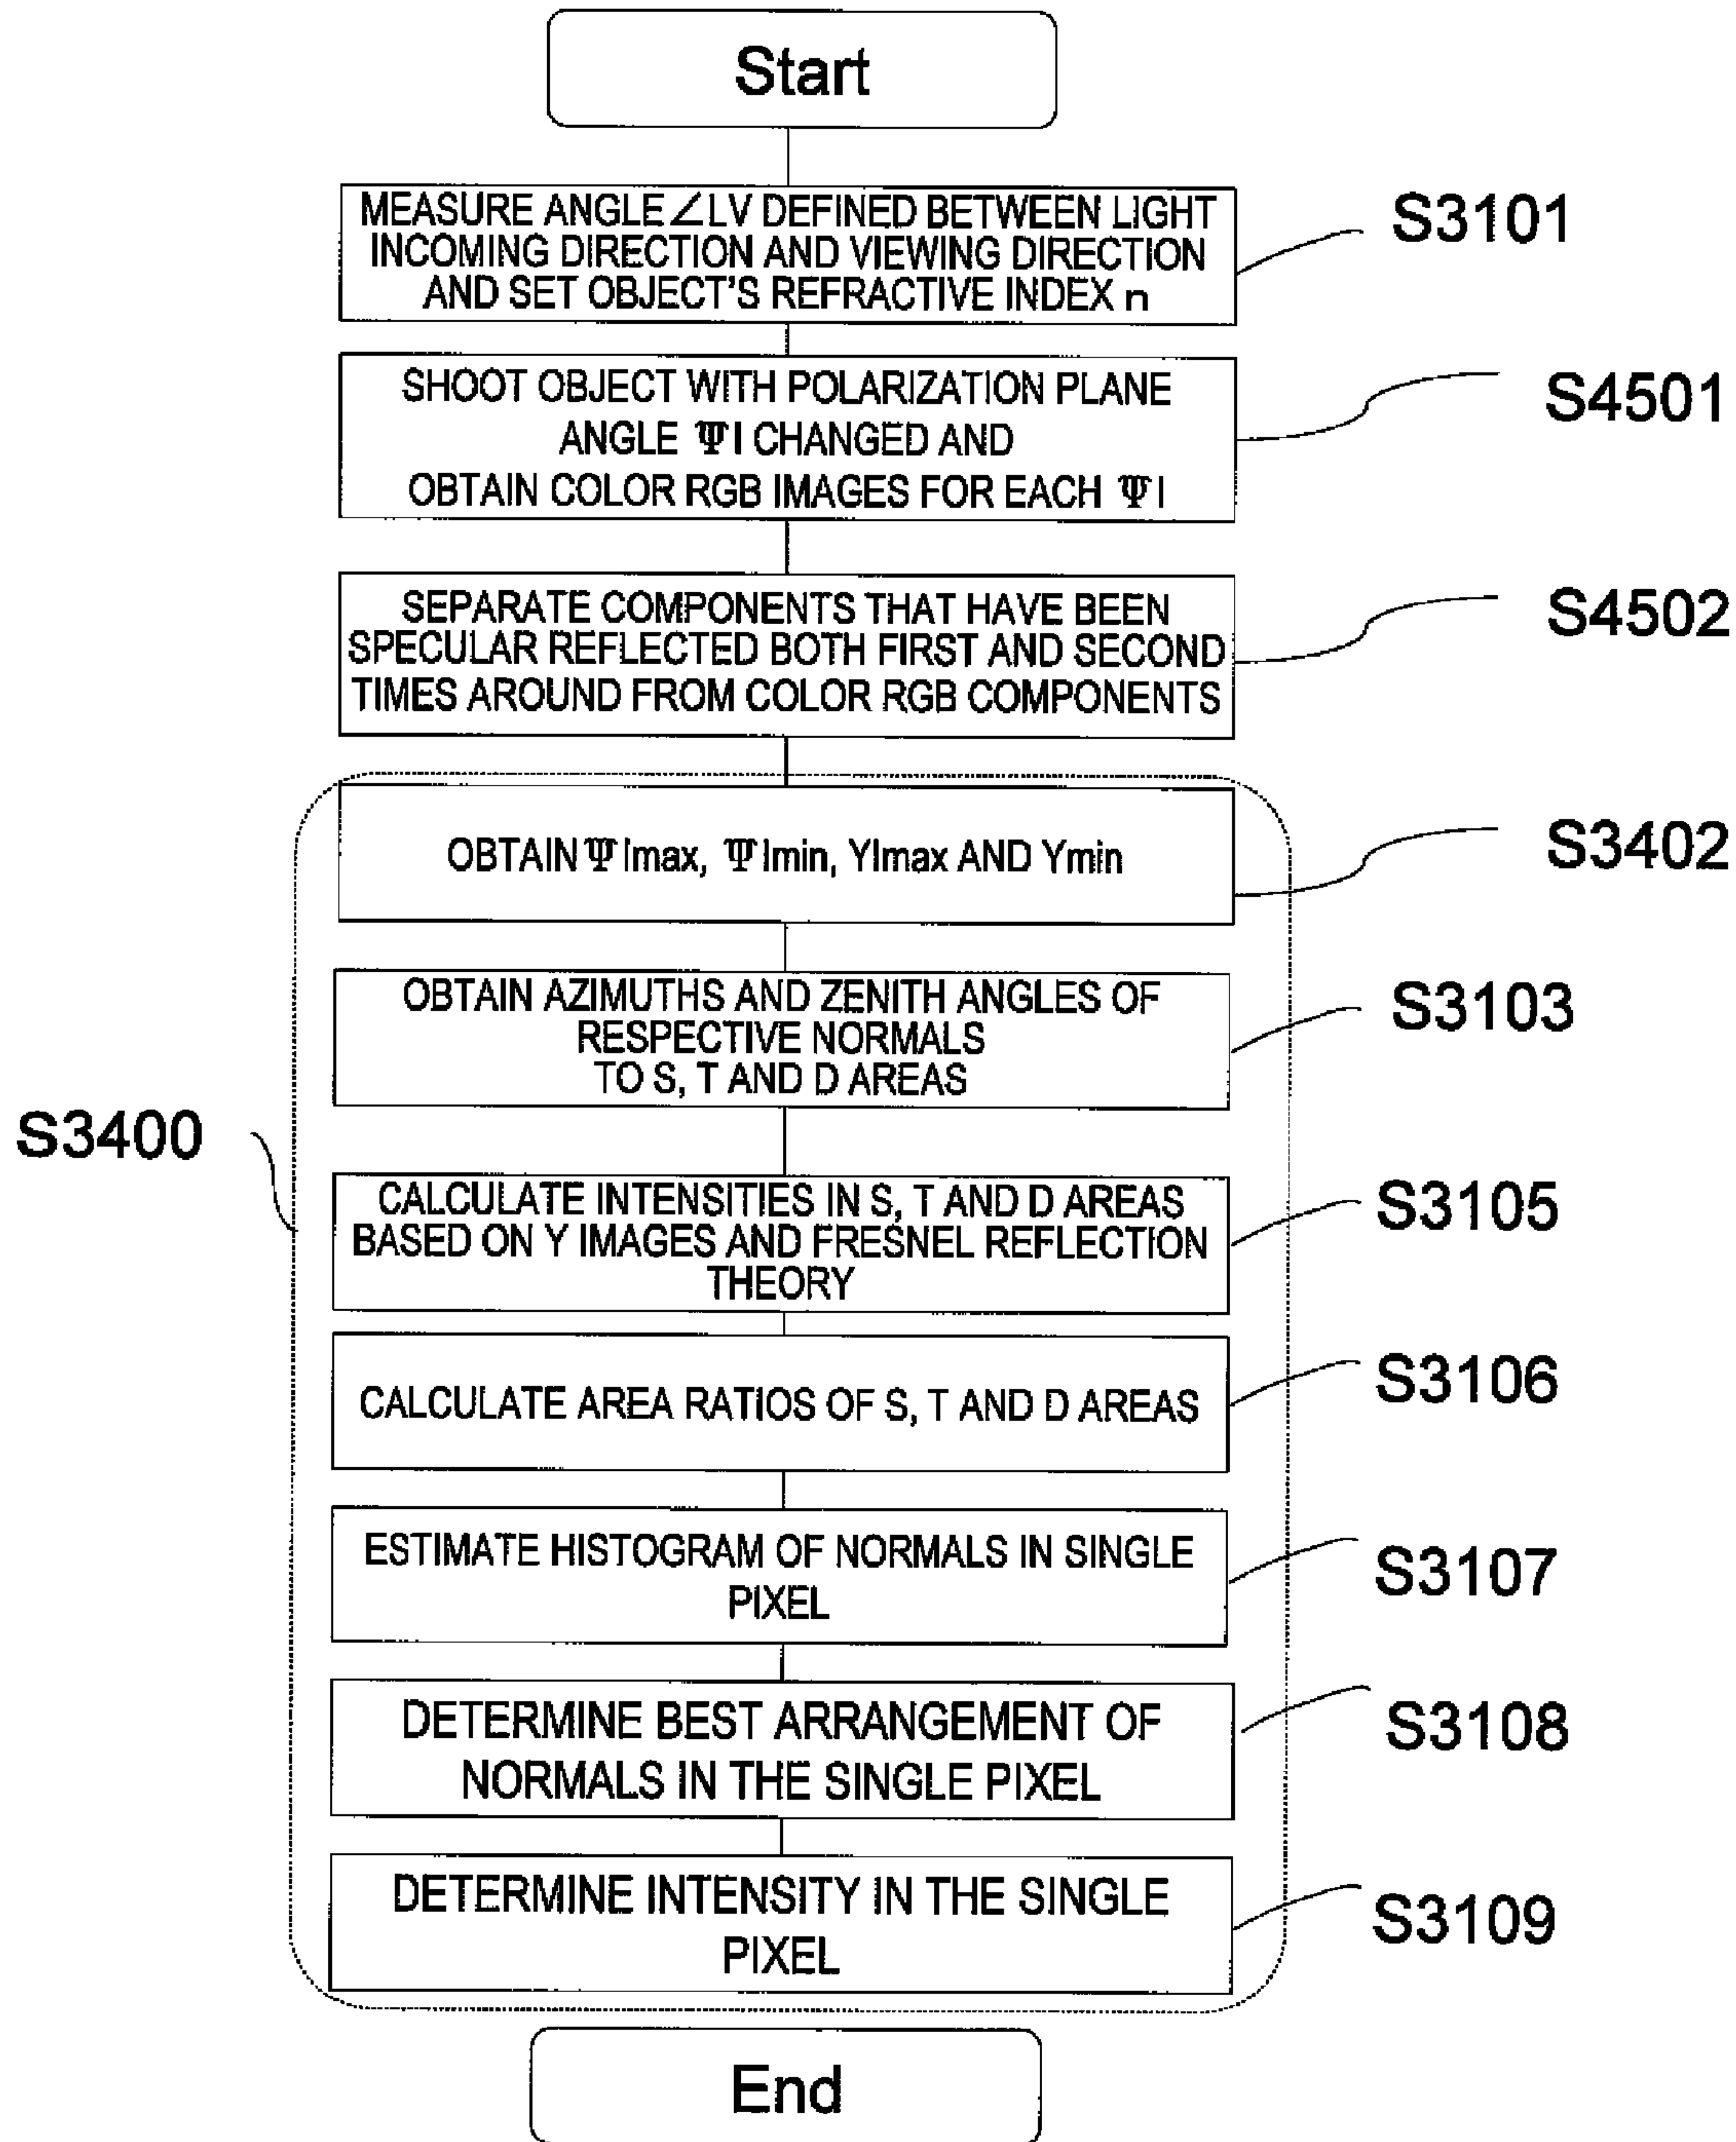 Start
MEASURE ANGLE ∠LV DEFINED BETWEEN LIGHT
INCOMING DIRECTION AND VIEWING DIRECTION
AND SET OBJECT'S REFRACTIVE INDEX n
S3101
SHOOT OBJECT WITH POLARIZATION PLANE
ANGLE ΨI CHANGED AND
OBTAIN COLOR RGB IMAGES FOR EACH ΨI
S4501
SEPARATE COMPONENTS THAT HAVE BEEN
SPECULAR REFLECTED BOTH FIRST AND SECOND
TIMES AROUND FROM COLOR RGB COMPONENTS
S4502
OBTAIN ΨImax, ΨImin, YImax AND Ymin
S3402
OBTAIN AZIMUTHS AND ZENITH ANGLES OF
RESPECTIVE NORMALS
TO S, T AND D AREAS
S3103
S3400
CALCULATE INTENSITIES IN S, T AND D AREAS
BASED ON Y IMAGES AND FRESNEL REFLECTION
THEORY
S3105
CALCULATE AREA RATIOS OF S, T AND D AREAS
S3106
ESTIMATE HISTOGRAM OF NORMALS IN SINGLE
PIXEL
S3107
DETERMINE BEST ARRANGEMENT OF
NORMALS IN THE SINGLE PIXEL
S3108
DETERMINE INTENSITY IN THE SINGLE
PIXEL
S3109
End